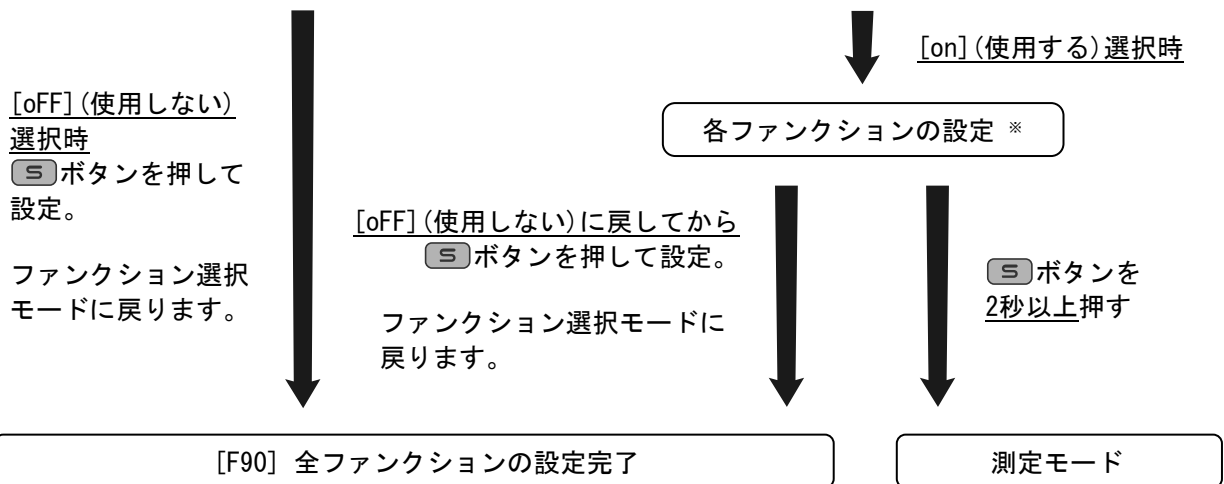 [on](使用する)選択時
[oFF](使用しない)
選択時
Sボタンを押して
設定。
ファンクション選択
モードに戻ります。
各ファンクションの設定 ※
[oFF](使用しない)に戻してから
Sボタンを押して設定。
ファンクション選択モードに
戻ります。
Sボタンを
2秒以上押す
[F90] 全ファンクションの設定完了
測定モード